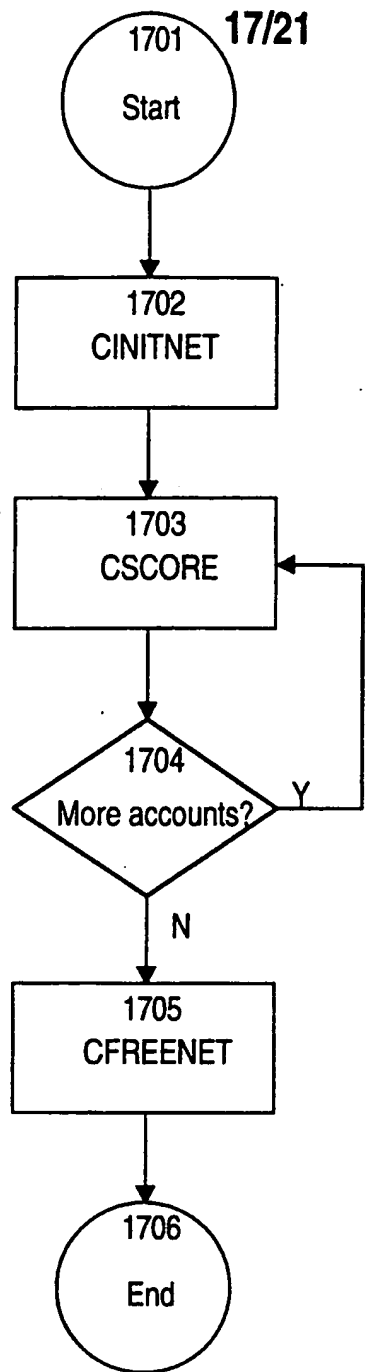 17/21
1701
Start
1702
CINITNET
1703
CSCORE
1704
More accounts?
Y
N
1705
CFREENET
1706
End